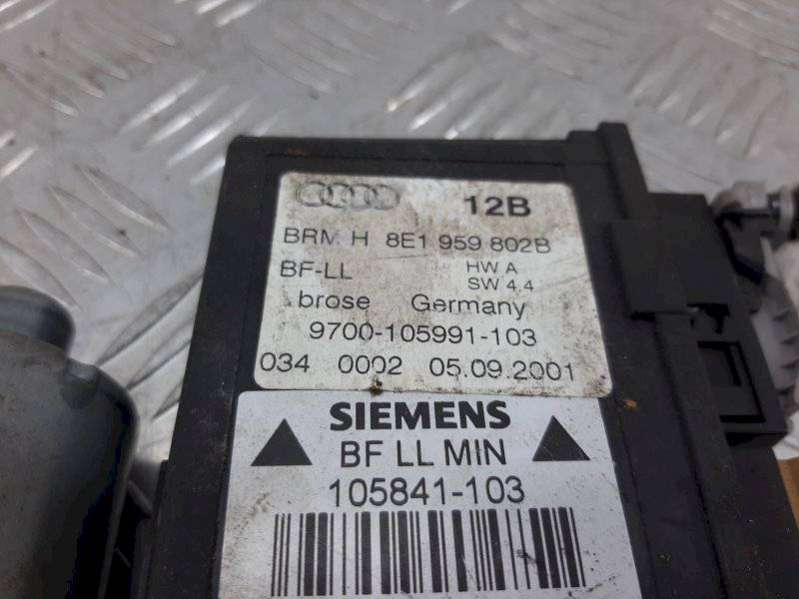 12B
BRM H 8E1 959 802B
BF-LL HW A
SW 4.4
brose Germany
9700-105991-103
034 0002 05.09.2001
SIEMENS
BF LL MIN
105841-103